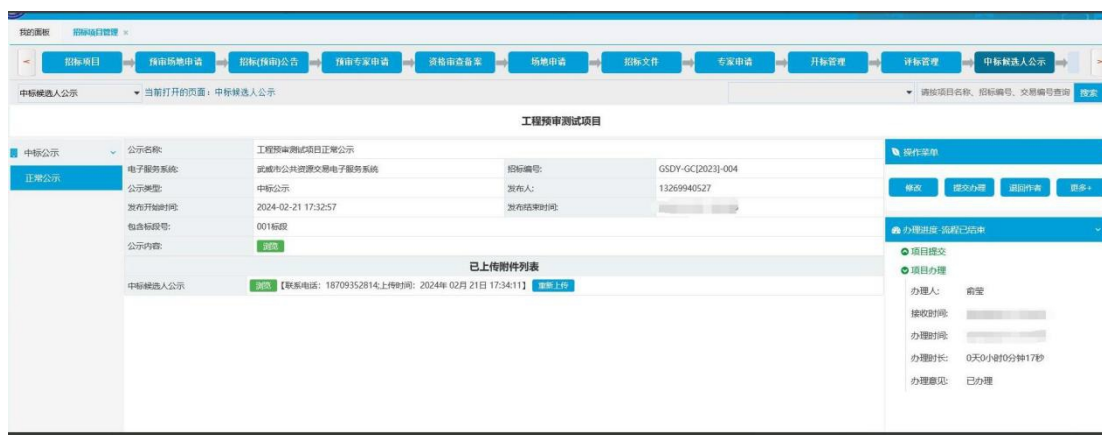 我的面板 招标项目管理 ×
< 招标项目 预审场地申请 招标(预审)公告 预审专家申请 资格审查备案 场地申请 招标文件 专家申请 开标管理 评标管理 中标候选人公示 >
中标候选人公示 当前打开的页面:中标候选人公示 请按项目名称、招标编号、交易编号查询 搜索
工程预审测试项目
中标公示
正常公示
公示名称: 工程预审测试项目正常公示
电子服务系统: 武威市公共资源交易电子服务系统 招标编号: GSDY-GC[2023]-004
公示类型: 中标公示 发布人: 13269940527
发布开始时间: 2024-02-21 17:32:57 发布结束时间:
包含标段号: 001标段
公示内容: 浏览
已上传附件列表
中标候选人公示 浏览 【联系电话: 18709352814;上传时间: 2024年 02月 21日 17:34:11】 重新上传
操作菜单
修改 提交办理 退回作者 更多+
办理进度-流程已结束
项目提交
项目办理
办理人: 俞莹
接收时间:
办理时间:
办理时长: 0天0小时0分钟17秒
办理意见: 已办理